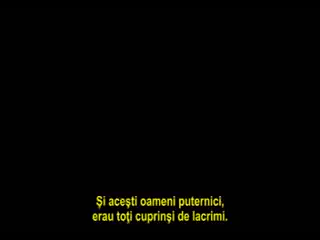 Şi aceşti oameni puternici,
erau toţi cuprinşi de lacrimi.